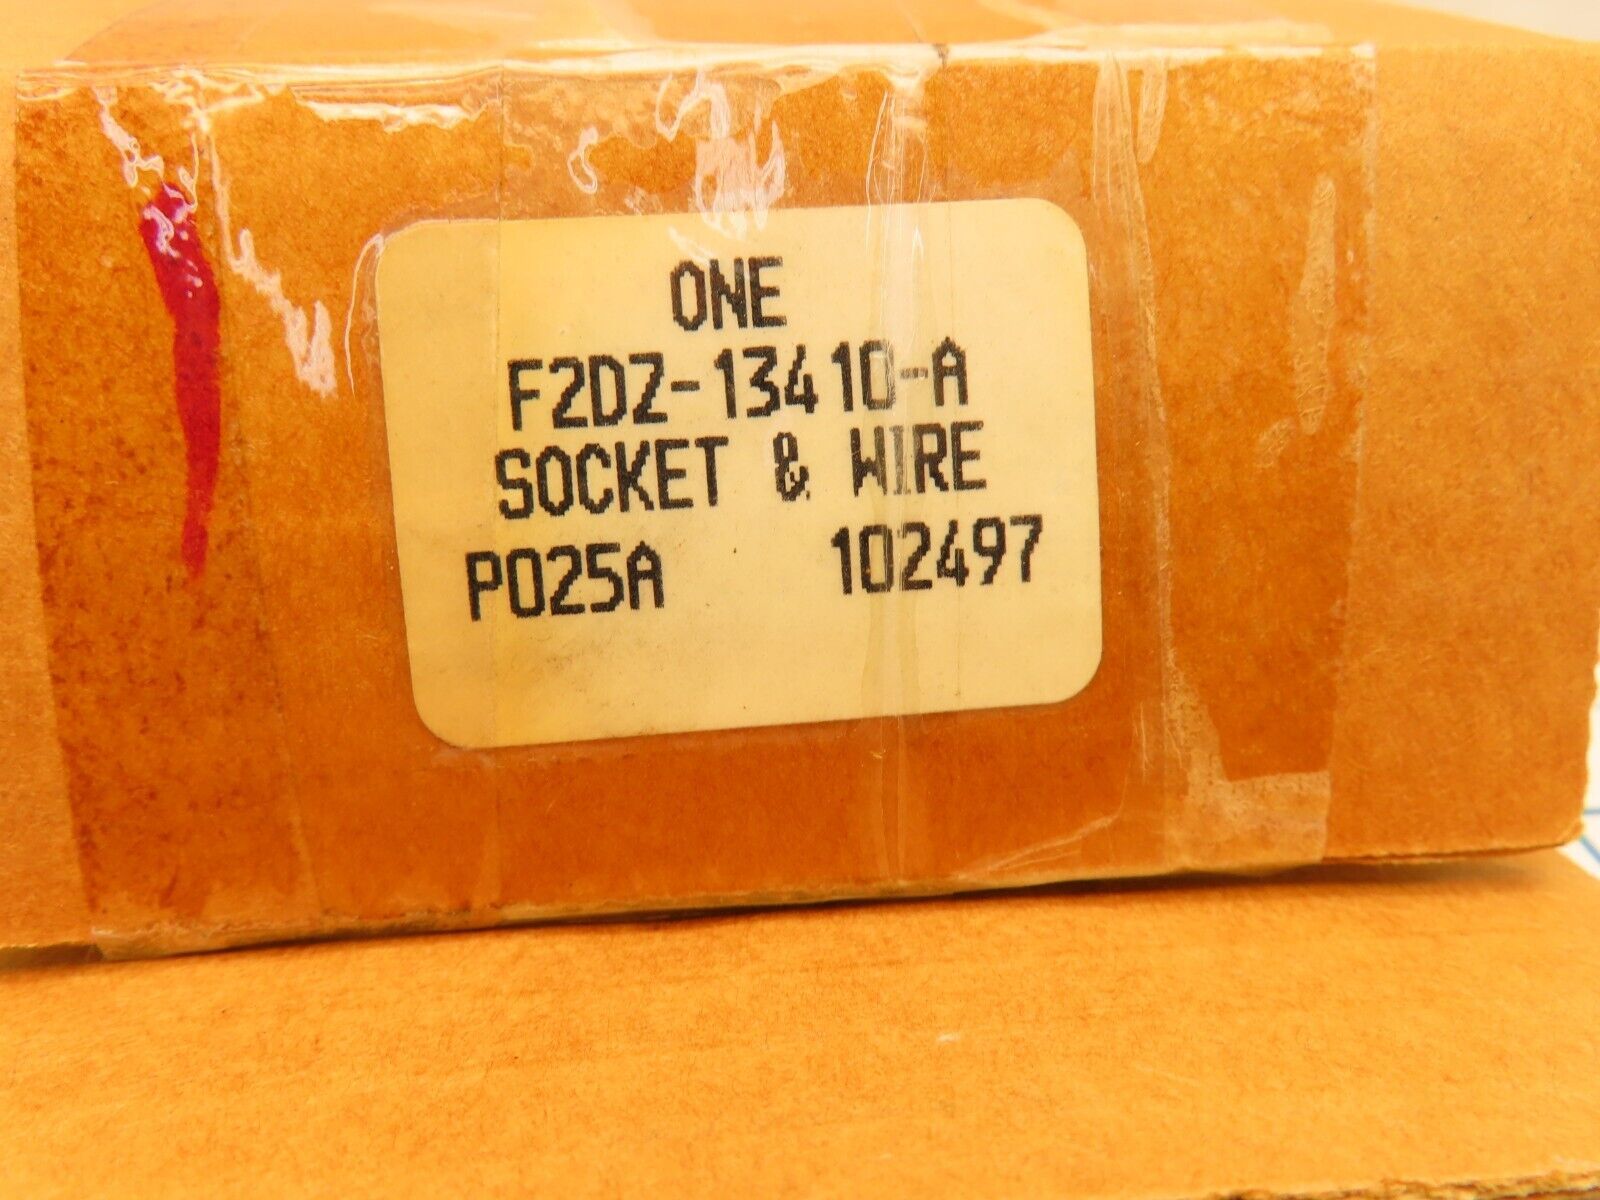 ONE
F2DZ-13410-A
SOCKET & WIRE
P025A 102497